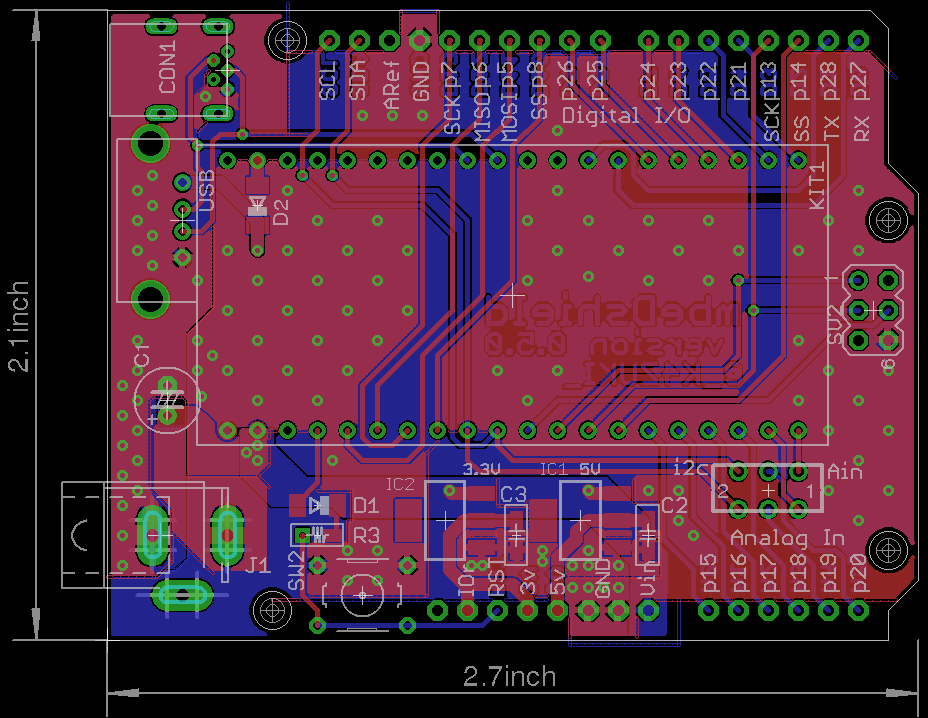 CON1
SCL
SDA
ARef
GND
SCK p7
MISO p6
MOSI p5
SS p8
p26
p25
p24
p23
p22
p21
SCK p13
SS p14
TX p28
RX p27
Digital I/O
USB
D2
KIT1
2.1inch
mbeDshield
version 0.5.0
SV2
6
C1
+
3.3V
IC1
5V
i2c
Ain
IC2
C3
2
1
D1
C2
R3
Analog In
J1
SW2
RST
3v
5v
GND
Vin
p15
p16
p17
p18
p19
p20
2.7inch